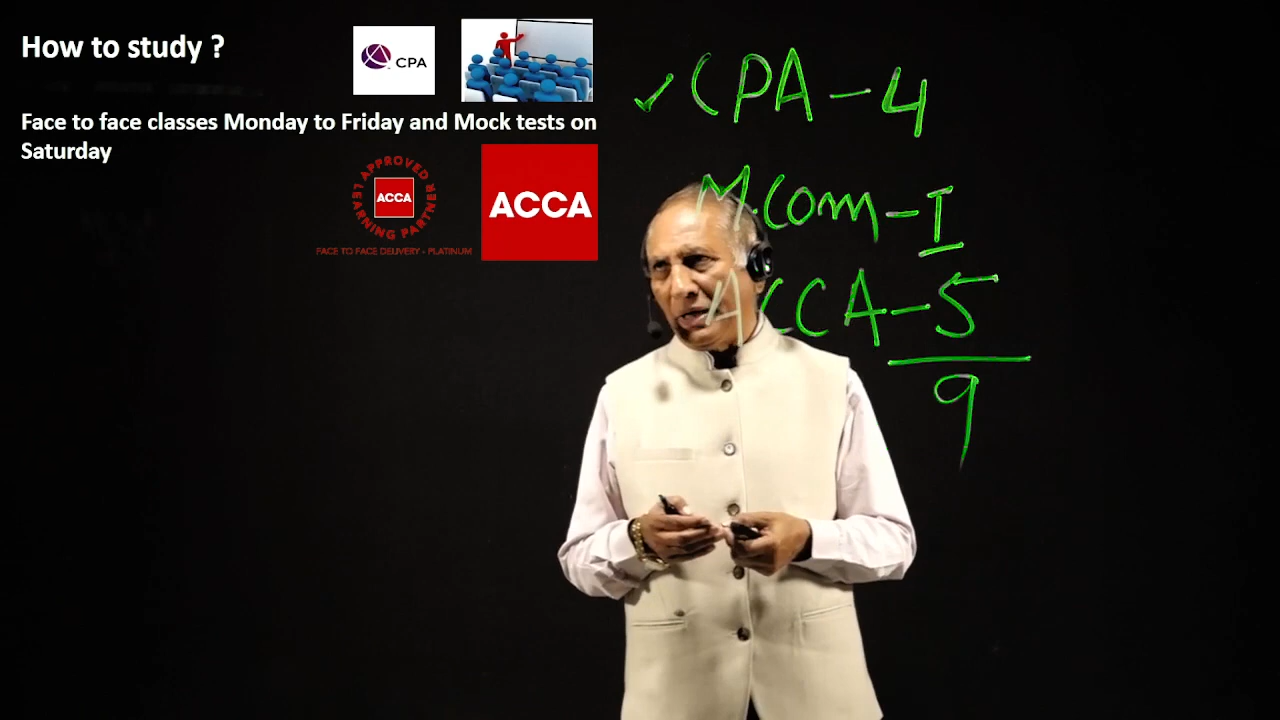 How to study ?
CPA
Face to face classes Monday to Friday and Mock tests on
Saturday
APPROVED
LEARNING PARTNER
ACCA
FACE TO FACE DELIVERY - PLATINUM
ACCA
✓ CPA - 4
M.Com - I
ACCA - 5
9